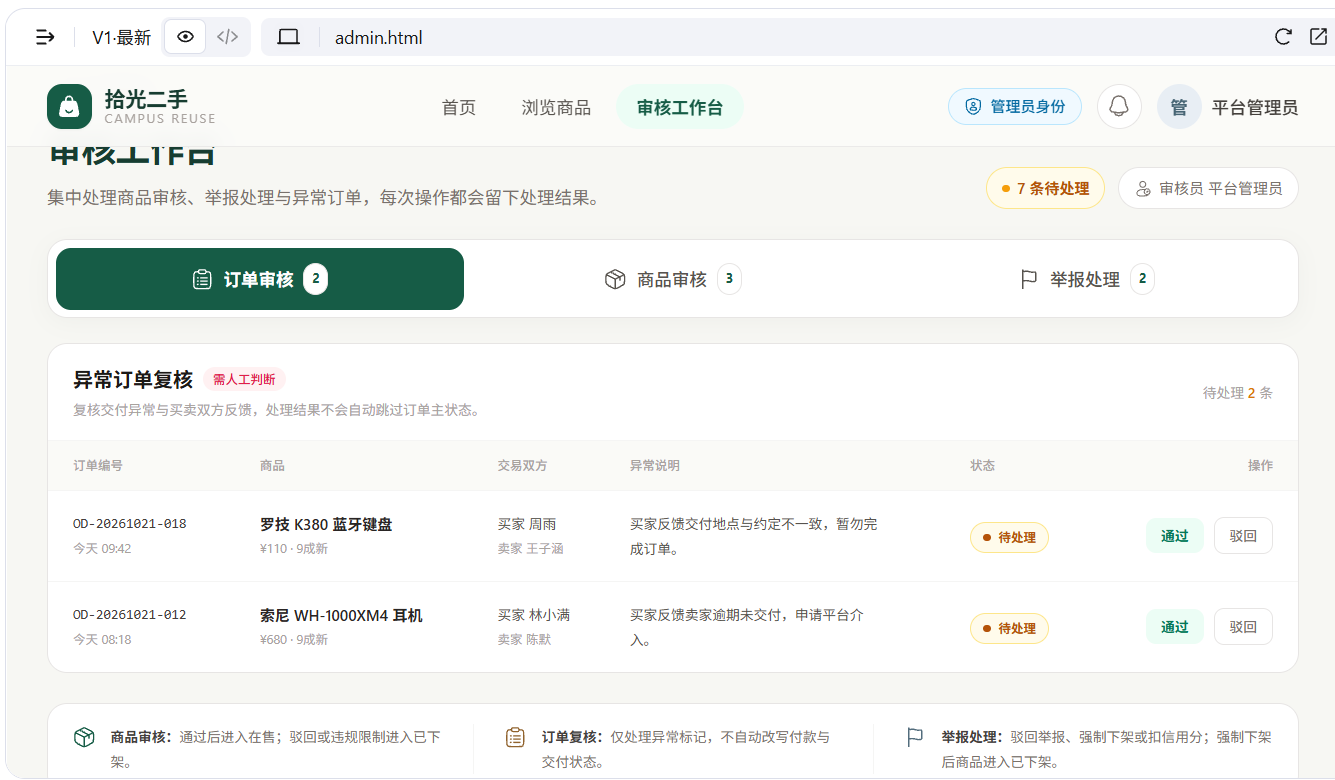 V1·最新
</>
admin.html
拾光二手
CAMPUS REUSE
首页
浏览商品
审核工作台
管理员身份
管
平台管理员
审核工作台
集中处理商品审核、举报处理与异常订单，每次操作都会留下处理结果。
7 条待处理
审核员 平台管理员
订单审核 2
商品审核 3
举报处理 2
异常订单复核 需人工判断
复核交付异常与买卖双方反馈，处理结果不会自动跳过订单主状态。
待处理 2 条
订单编号 商品 交易双方 异常说明 状态 操作
OD-20261021-018 罗技 K380 蓝牙键盘 买家 周雨 买家反馈交付地点与约定不一致，暂勿完
今天 09:42 ¥110 · 9成新 卖家 王子涵 成订单。
待处理 通过 驳回
OD-20261021-012 索尼 WH-1000XM4 耳机 买家 林小满 买家反馈卖家逾期未交付，申请平台介
今天 08:18 ¥680 · 9成新 卖家 陈默 入。
待处理 通过 驳回
商品审核：通过后进入在售；驳回或违规限制进入已下
架。
订单复核：仅处理异常标记，不自动改写付款与
交付状态。
举报处理：驳回举报、强制下架或扣信用分；强制下架
后商品进入已下架。